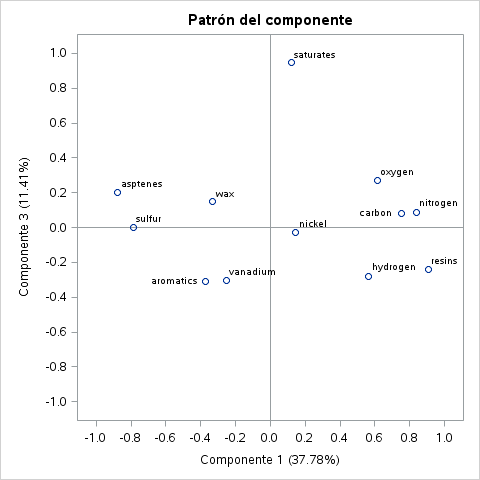 Patrón del componente
Componente 3 (11.41%)
1.0
0.8
0.6
0.4
0.2
0.0
-0.2
-0.4
-0.6
-0.8
-1.0
saturates
oxygen
asptenes
wax
nitrogen
carbon
sulfur
nickel
resins
hydrogen
vanadium
aromatics
-1.0 -0.8 -0.6 -0.4 -0.2 0.0 0.2 0.4 0.6 0.8 1.0
Componente 1 (37.78%)